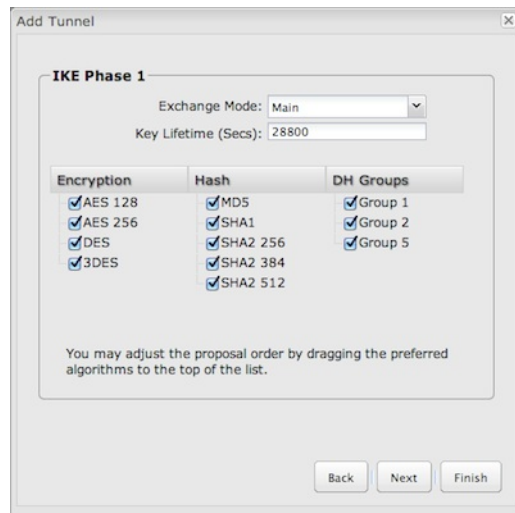 Add Tunnel
IKE Phase 1
Exchange Mode: Main
Key Lifetime (Secs): 28800
Encryption Hash DH Groups
AES 128 MD5 Group 1
AES 256 SHA1 Group 2
DES SHA2 256 Group 5
3DES SHA2 384
SHA2 512
You may adjust the proposal order by dragging the preferred
algorithms to the top of the list.
Back Next Finish